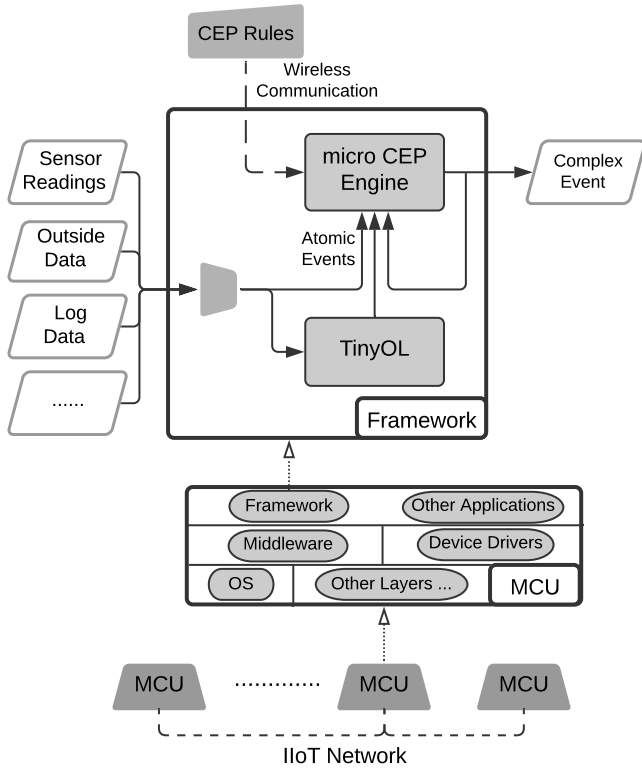 CEP Rules
Wireless
Communication
Sensor
Readings
micro CEP
Engine
Complex
Event
Outside
Data
Atomic
Events
Log
Data
TinyOL
......
Framework
Framework
Other Applications
Middleware
Device Drivers
OS
Other Layers ...
MCU
MCU
MCU
MCU
IIoT Network